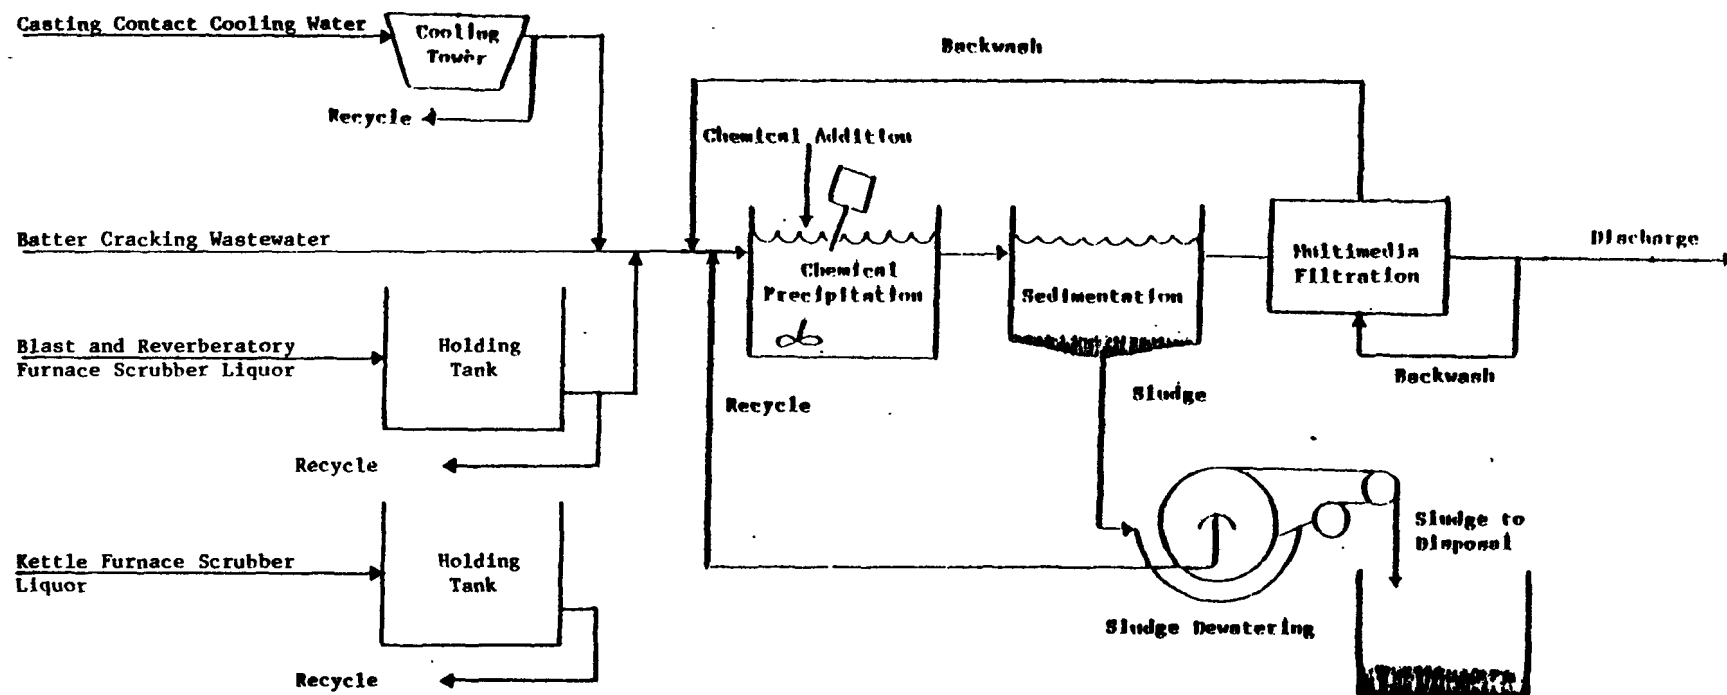 Casting Contact Cooling Water
Cooling
Tower
Recycle
Backwash
Chemical Addition
Batter Cracking Wastewater
Chemical
Precipitation
Sedimentation
Multimedia
Filtration
Discharge
Backwash
Blast and Reverberatory
Furnace Scrubber Liquor
Holding
Tank
Recycle
Recycle
Sludge
Kettle Furnace Scrubber
Liquor
Holding
Tank
Recycle
Sludge to
Disposal
Sludge Dewatering